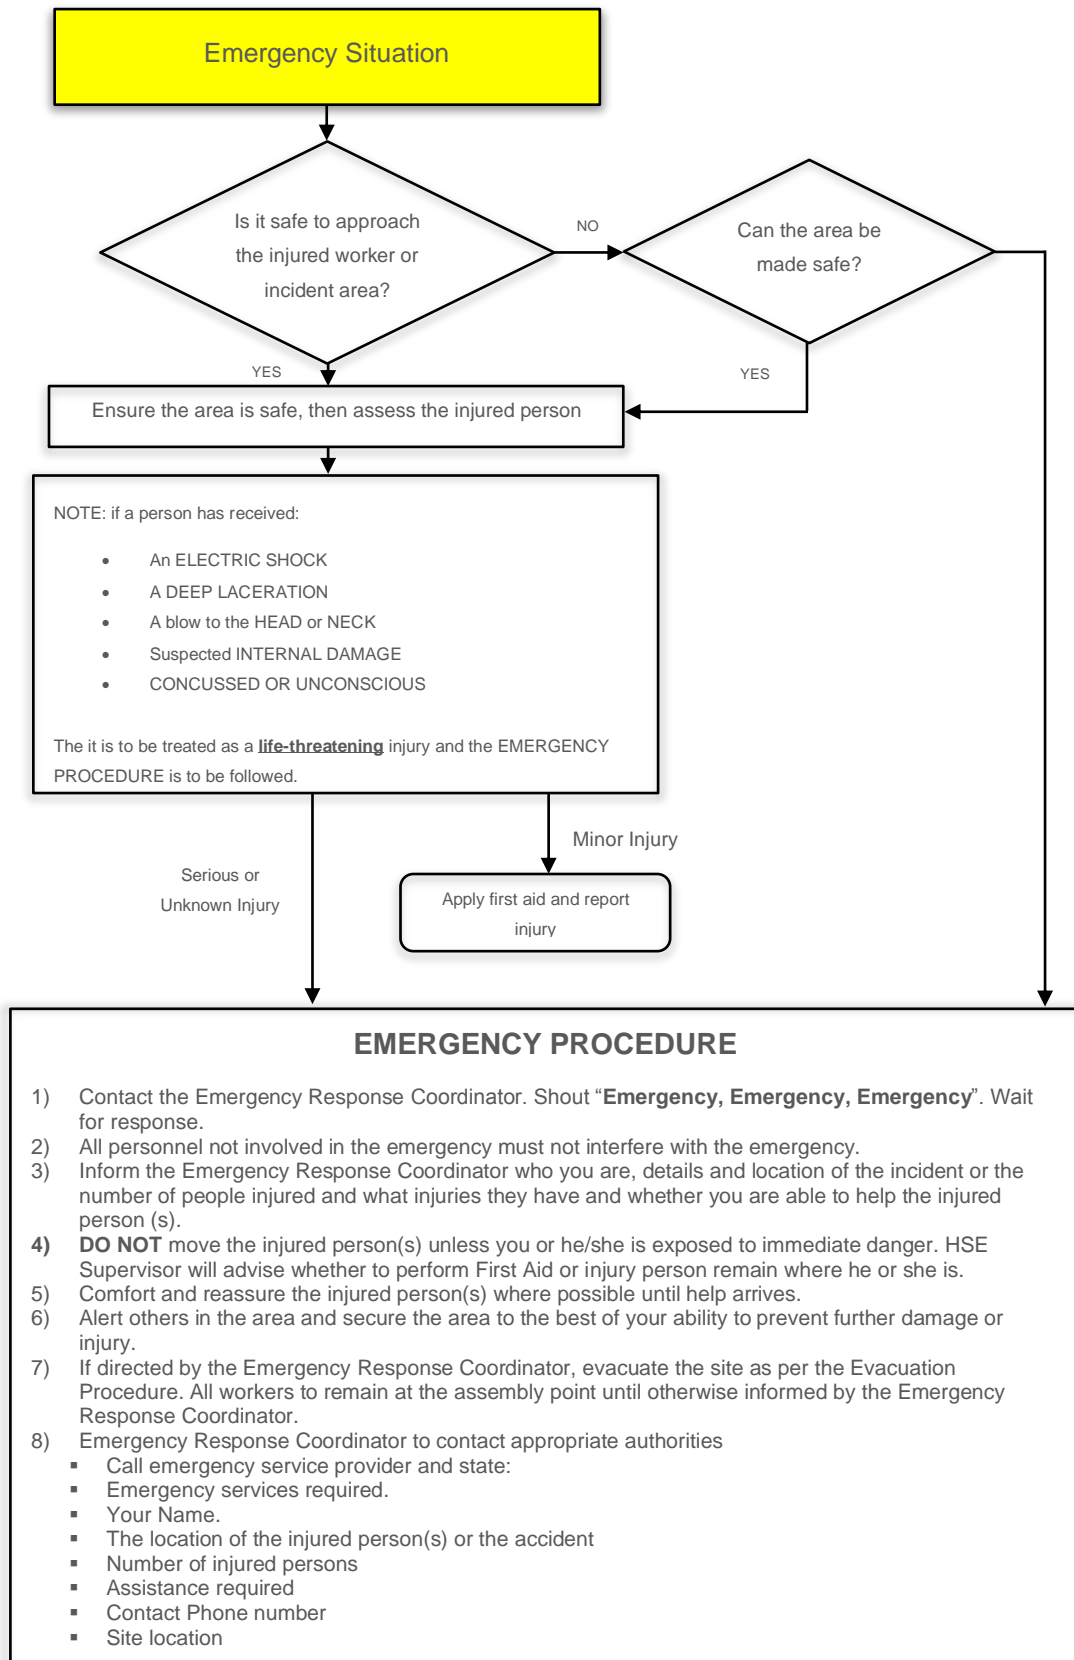 Emergency Situation
Is it safe to approach
the injured worker or
incident area?
NO
Can the area be
made safe?
YES
YES
Ensure the area is safe, then assess the injured person
NOTE: if a person has received:
• An ELECTRIC SHOCK
• A DEEP LACERATION
• A blow to the HEAD or NECK
• Suspected INTERNAL DAMAGE
• CONCUSSED OR UNCONSCIOUS
The it is to be treated as a life-threatening injury and the EMERGENCY
PROCEDURE is to be followed.
Minor Injury
Serious or
Unknown Injury
Apply first aid and report
injury
EMERGENCY PROCEDURE
1) Contact the Emergency Response Coordinator. Shout “Emergency, Emergency, Emergency”. Wait
for response.
2) All personnel not involved in the emergency must not interfere with the emergency.
3) Inform the Emergency Response Coordinator who you are, details and location of the incident or the
number of people injured and what injuries they have and whether you are able to help the injured
person (s).
4) DO NOT move the injured person(s) unless you or he/she is exposed to immediate danger. HSE
Supervisor will advise whether to perform First Aid or injury person remain where he or she is.
5) Comfort and reassure the injured person(s) where possible until help arrives.
6) Alert others in the area and secure the area to the best of your ability to prevent further damage or
injury.
7) If directed by the Emergency Response Coordinator, evacuate the site as per the Evacuation
Procedure. All workers to remain at the assembly point until otherwise informed by the Emergency
Response Coordinator.
8) Emergency Response Coordinator to contact appropriate authorities
▪ Call emergency service provider and state:
▪ Emergency services required.
▪ Your Name.
▪ The location of the injured person(s) or the accident
▪ Number of injured persons
▪ Assistance required
▪ Contact Phone number
▪ Site location